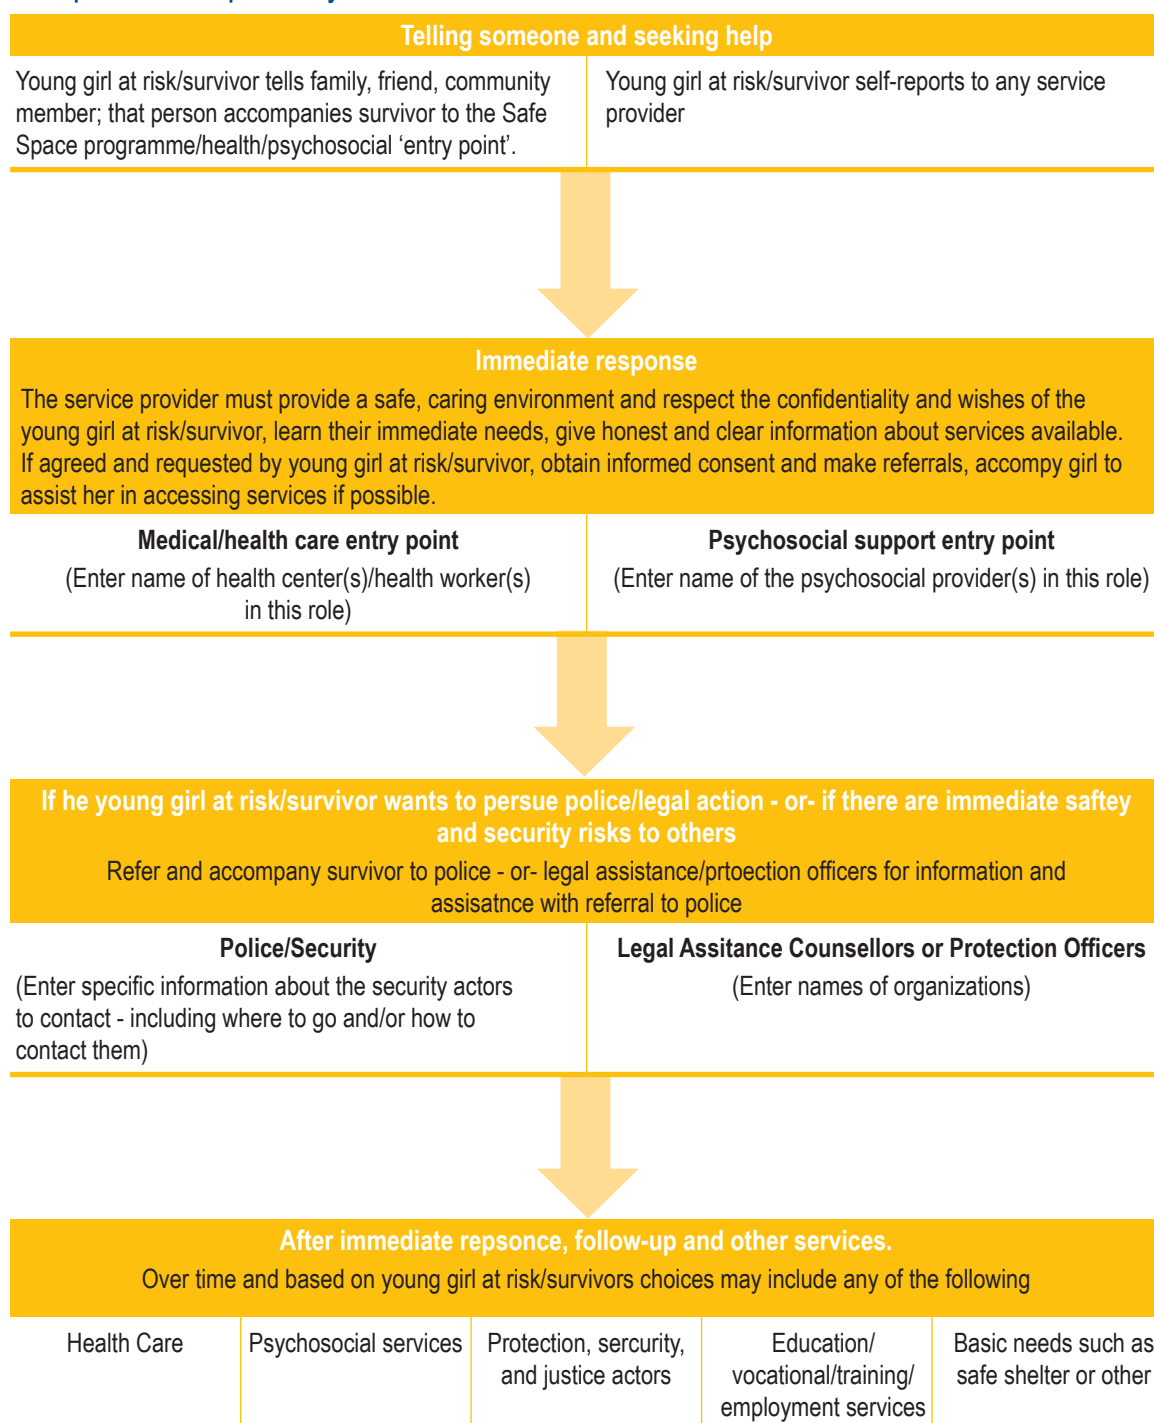 Telling someone and seeking help
Young girl at risk/survivor tells family, friend, community
member; that person accompanies survivor to the Safe
Space programme/health/psychosocial ‘entry point’.
Young girl at risk/survivor self-reports to any service
provider
Immediate response
The service provider must provide a safe, caring environment and respect the confidentiality and wishes of the
young girl at risk/survivor, learn their immediate needs, give honest and clear information about services available.
If agreed and requested by young girl at risk/survivor, obtain informed consent and make referrals, accompy girl to
assist her in accessing services if possible.
Medical/health care entry point
(Enter name of health center(s)/health worker(s)
in this role)
Psychosocial support entry point
(Enter name of the psychosocial provider(s) in this role)
If he young girl at risk/survivor wants to persue police/legal action - or- if there are immediate saftey
and security risks to others
Refer and accompany survivor to police - or- legal assistance/prtoection officers for information and
assisatnce with referral to police
Police/Security
(Enter specific information about the security actors
to contact - including where to go and/or how to
contact them)
Legal Assitance Counsellors or Protection Officers
(Enter names of organizations)
After immediate repsonce, follow-up and other services.
Over time and based on young girl at risk/survivors choices may include any of the following
Health Care
Psychosocial services
Protection, sercurity,
and justice actors
Education/
vocational/training/
employment services
Basic needs such as
safe shelter or other